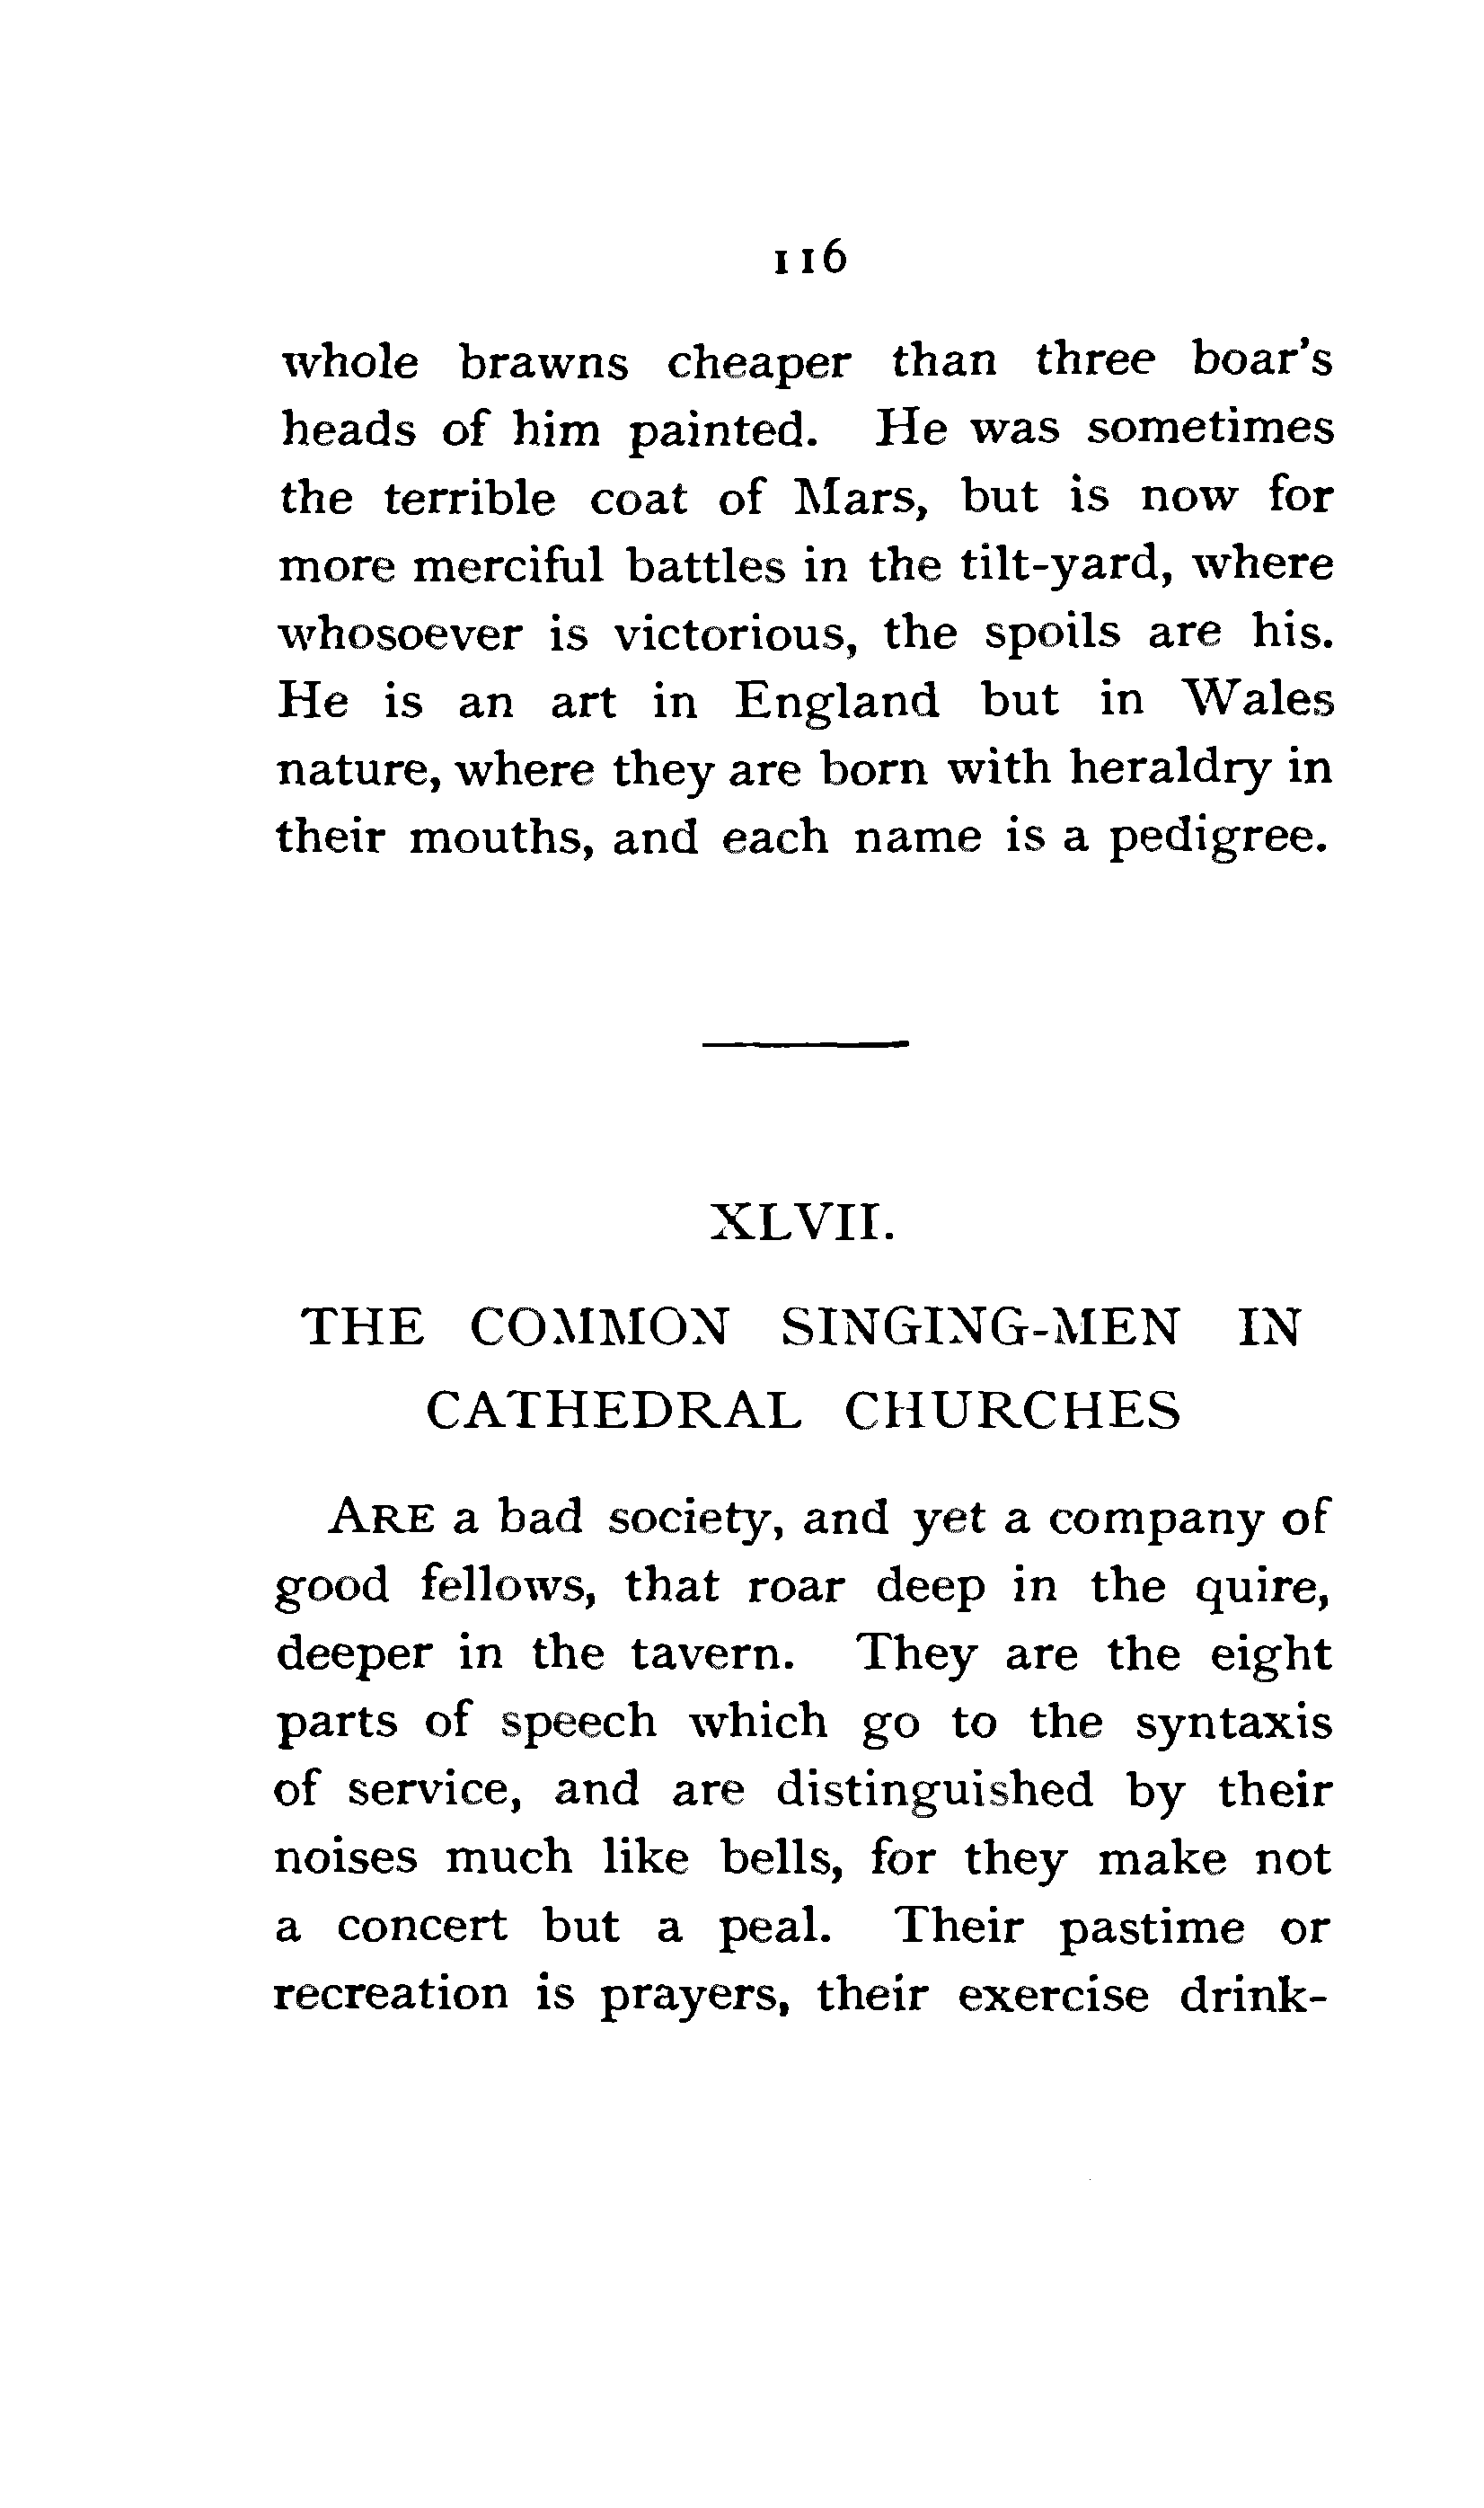 116
whole brawns cheaper than three boar's
heads of him painted. He was sometimes
the terrible coat of Mars, but is now for
more merciful battles in the tilt-yard, where
whosoever is victorious, the spoils are his.
He is an art in England but in Wales
nature, where they are born with heraldry in
their mouths, and each name is a pedigree.
XLVII.
THE COMMON SINGING-MEN IN
CATHEDRAL CHURCHES
ARE a bad society, and yet a company of
good fellows, that roar deep in the quire,
deeper in the tavern. They are the eight
parts of speech which go to the syntaxis
of service, and are distinguished by their
noises much like bells, for they make not
a concert but a peal. Their pastime or
recreation is prayers, their exercise drink-